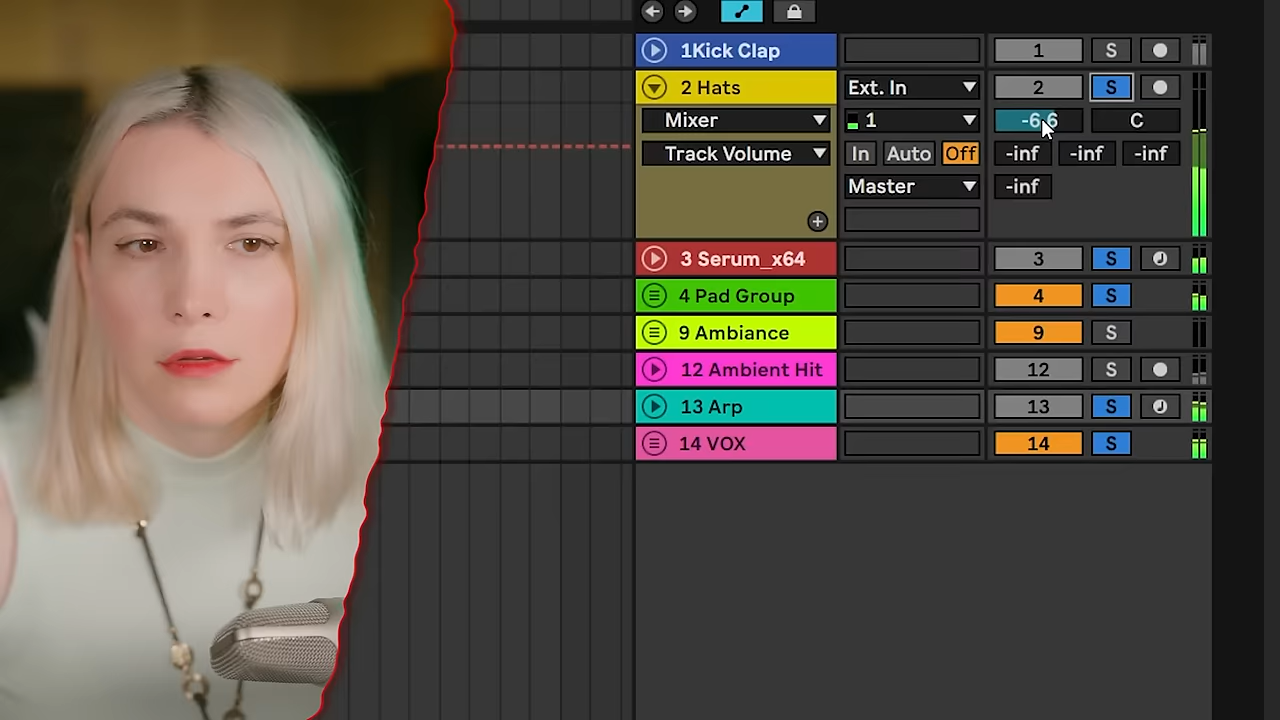 1Kick Clap 1 S
2 Hats Ext. In 2 S
Mixer 1 -6.6 C
Track Volume In Auto Off -inf -inf -inf
Master -inf
3 Serum_x64 3 S
4 Pad Group 4 S
9 Ambiance 9 S
12 Ambient Hit 12 S
13 Arp 13 S
14 VOX 14 S